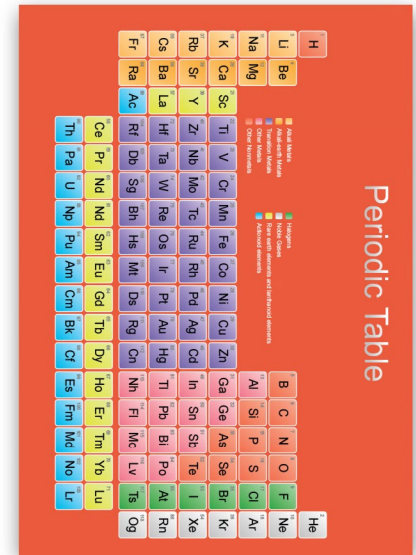 Periodic Table
Alkali Metals
Alkali-earth Metals
Transition Metals
Other Metals
Other Nonmetals
Halogens
Noble Gases
Rare earth elements and lanthanoid elements
Actinoid elements
H He
Li Be B C N O F Ne
Na Mg Al Si P S Cl Ar
K Ca Sc Ti V Cr Mn Fe Co Ni Cu Zn Ga Ge As Se Br Kr
Rb Sr Y Zr Nb Mo Tc Ru Rh Pd Ag Cd In Sn Sb Te I Xe
Cs Ba La Hf Ta W Re Os Ir Pt Au Hg Tl Pb Bi Po At Rn
Fr Ra Ac Rf Db Sg Bh Hs Mt Ds Rg Cn Nh Fl Mc Lv Ts Og
Ce Pr Nd Nd Sm Eu Gd Tb Dy Ho Er Tm Yb Lu
Th Pa U Np Pu Am Cm Bk Cf Es Fm Md No Lr